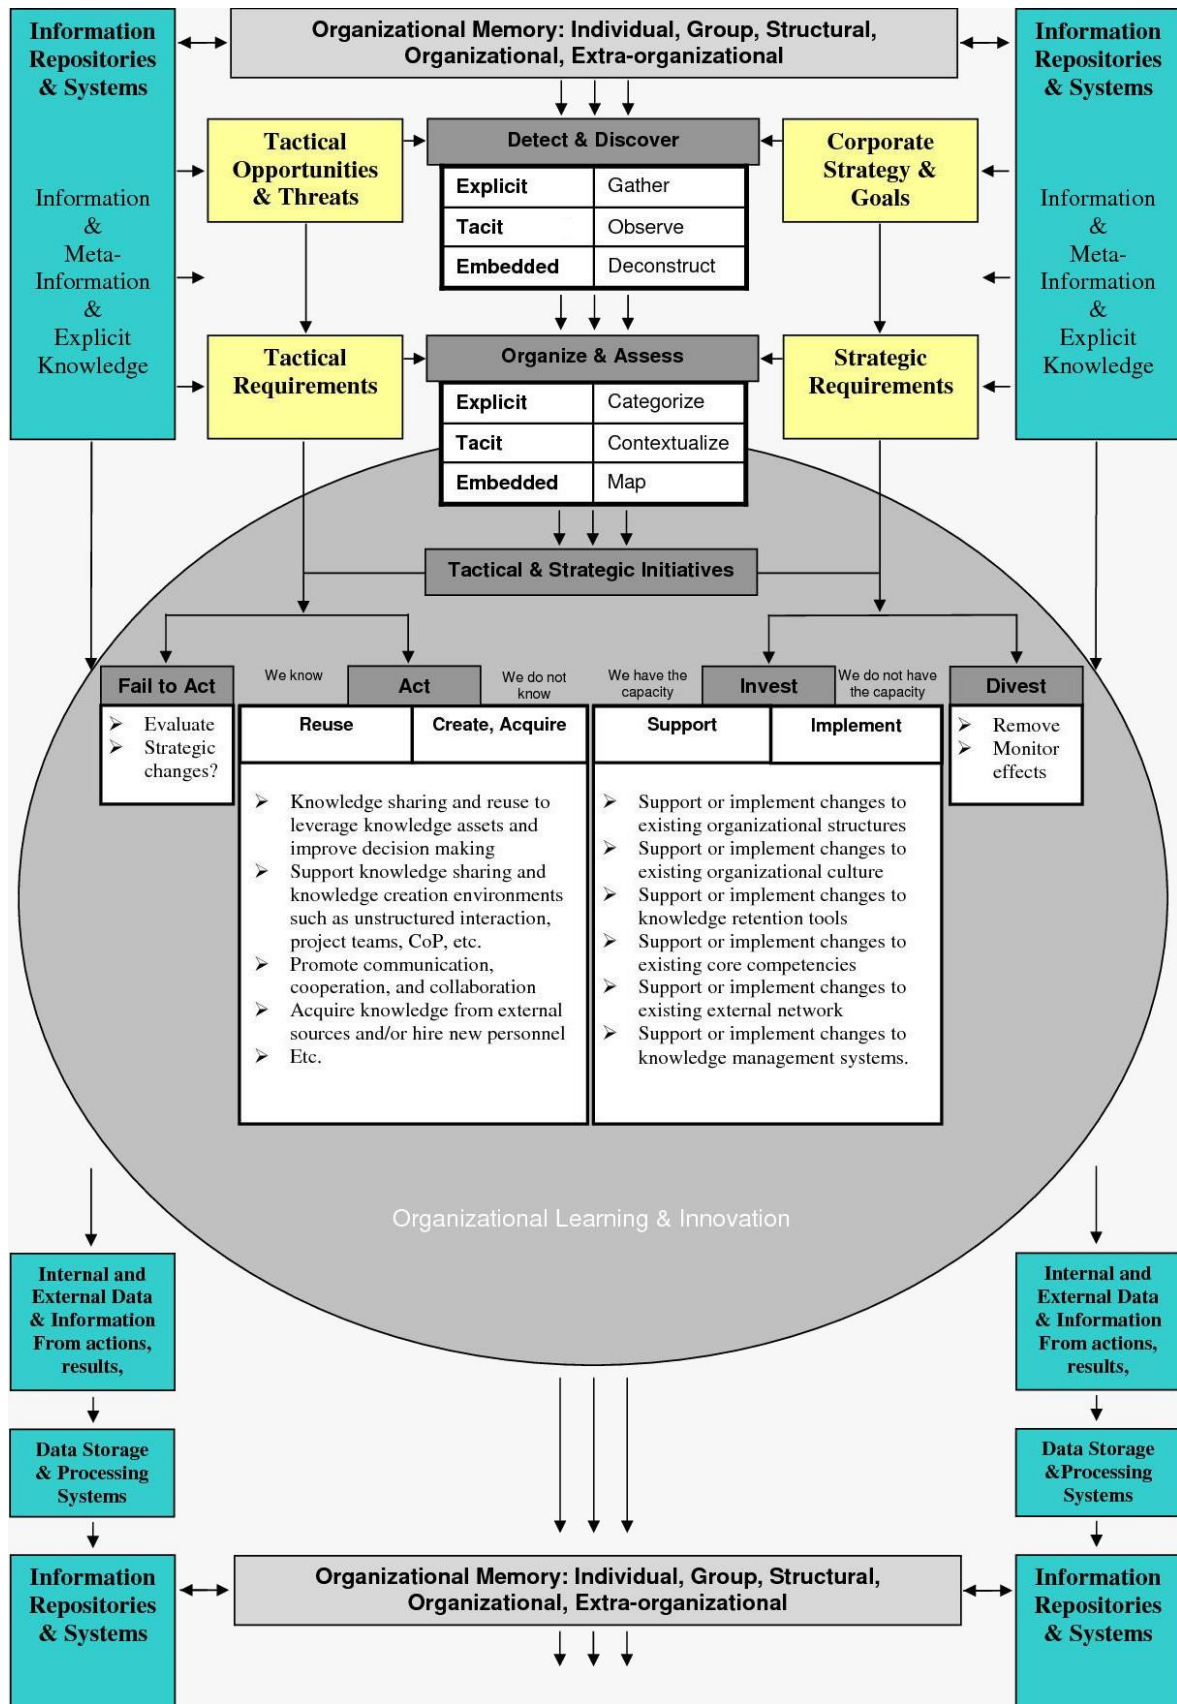 Information
Repositories
& Systems
Organizational Memory: Individual, Group, Structural,
Organizational, Extra-organizational
Information
Repositories
& Systems
Information
&
Meta-
Information
&
Explicit
Knowledge
Tactical
Opportunities
& Threats
Detect & Discover
Explicit Gather
Tacit Observe
Embedded Deconstruct
Corporate
Strategy &
Goals
Information
&
Meta-
Information
&
Explicit
Knowledge
Tactical
Requirements
Organize & Assess
Explicit Categorize
Tacit Contextualize
Embedded Map
Strategic
Requirements
Tactical & Strategic Initiatives
Fail to Act
➢ Evaluate
➢ Strategic
changes?
We know
Act
We do not
know
Reuse
Create, Acquire
➢ Knowledge sharing and reuse to
leverage knowledge assets and
improve decision making
➢ Support knowledge sharing and
knowledge creation environments
such as unstructured interaction,
project teams, CoP, etc.
➢ Promote communication,
cooperation, and collaboration
➢ Acquire knowledge from external
sources and/or hire new personnel
➢ Etc.
We have the
capacity
Invest
We do not have
the capacity
Support
Implement
➢ Support or implement changes to
existing organizational structures
➢ Support or implement changes to
existing organizational culture
➢ Support or implement changes to
knowledge retention tools
➢ Support or implement changes to
existing core competencies
➢ Support or implement changes to
existing external network
➢ Support or implement changes to
knowledge management systems.
Divest
➢ Remove
➢ Monitor
effects
Organizational Learning & Innovation
Internal and
External Data
& Information
From actions,
results,
Internal and
External Data
& Information
From actions,
results,
Data Storage
& Processing
Systems
Data Storage
&Processing
Systems
Information
Repositories
& Systems
Organizational Memory: Individual, Group, Structural,
Organizational, Extra-organizational
Information
Repositories
& Systems